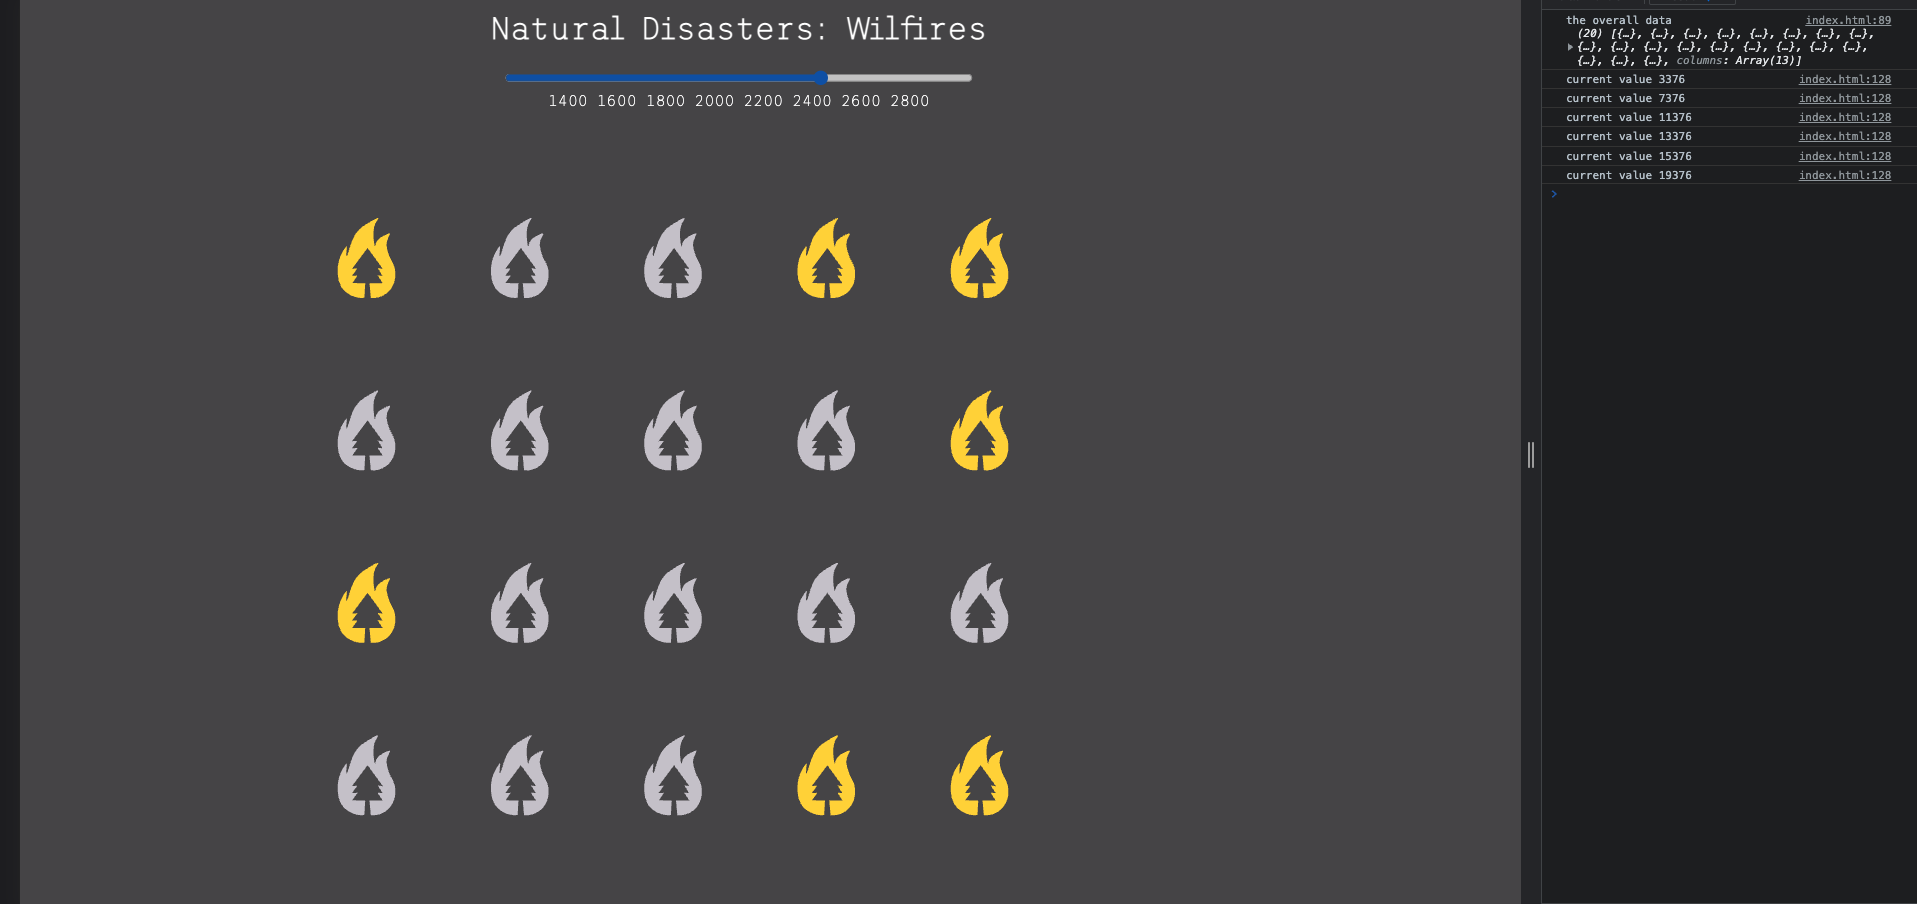 Natural Disasters: Wilfires
1400 1600 1800 2000 2200 2400 2600 2800
the overall data index.html:89
(20) [{…}, {…}, {…}, {…}, {…}, {…}, {…}, {…},
{…}, {…}, {…}, {…}, {…}, {…}, {…}, {…}, {…},
{…}, {…}, {…}, columns: Array(13)]
current value 3376 index.html:128
current value 7376 index.html:128
current value 11376 index.html:128
current value 13376 index.html:128
current value 15376 index.html:128
current value 19376 index.html:128